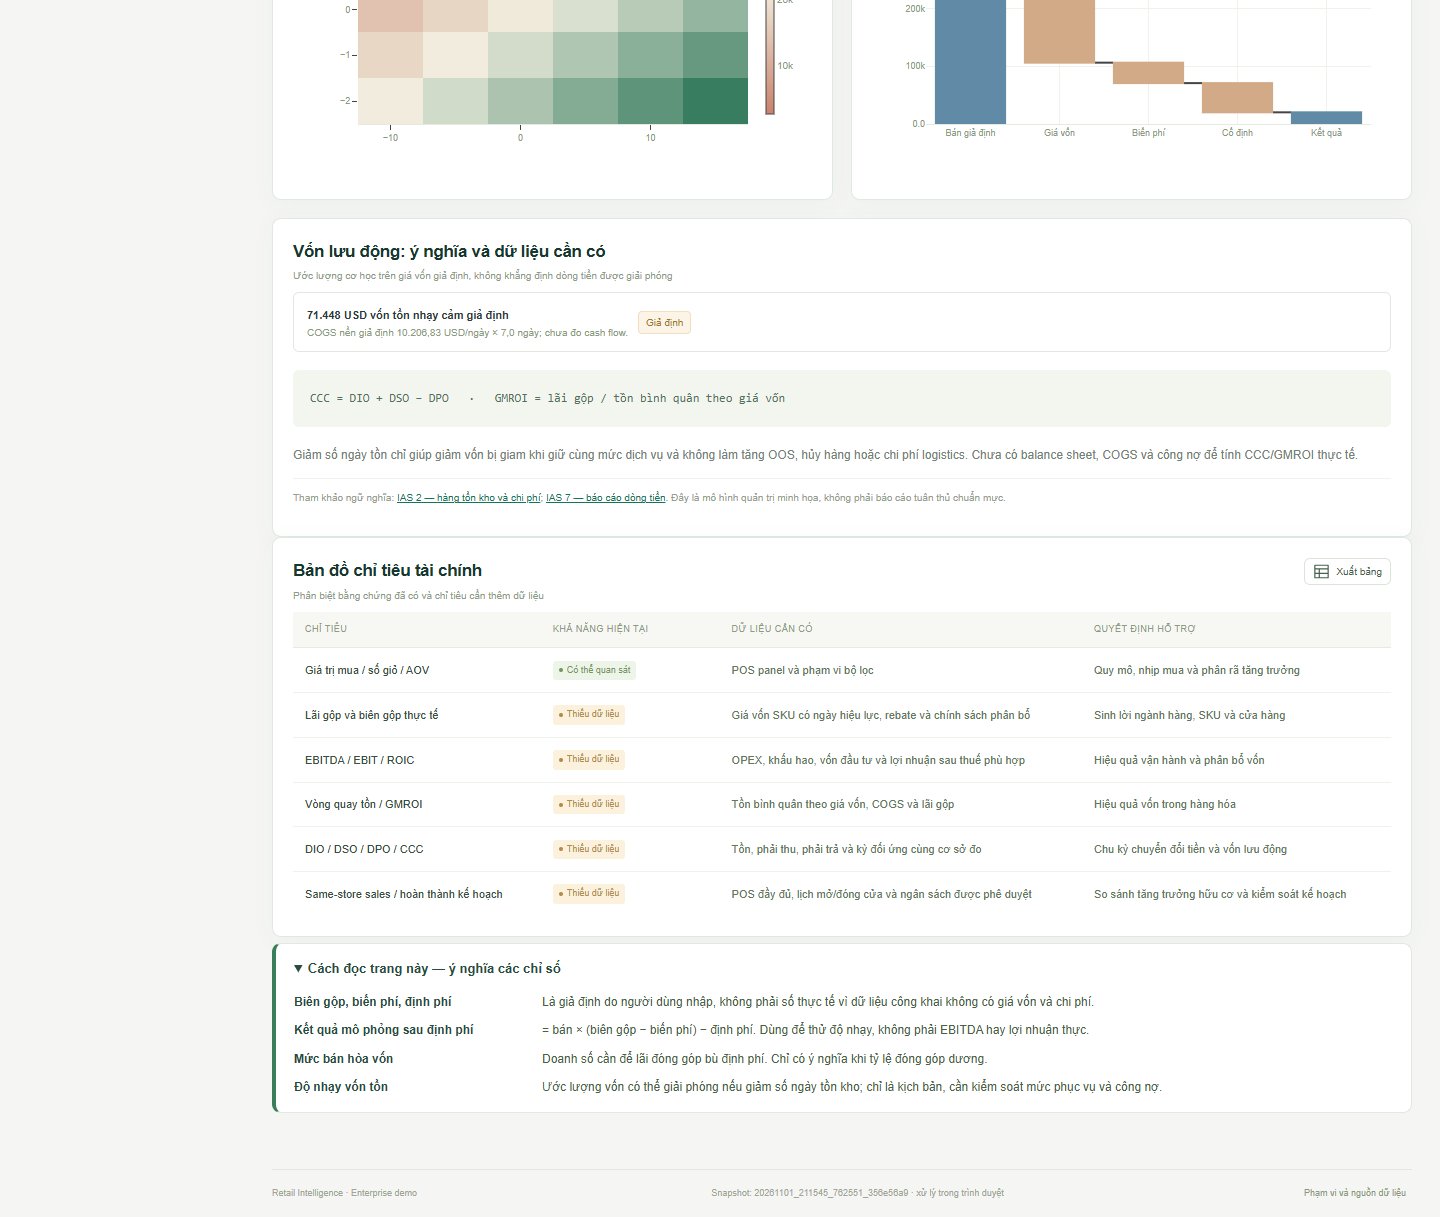 0
−1
−2
−10
0
10
20k
10k
200k
100k
0.0
Bán giả định
Giá vốn
Biến phí
Cố định
Kết quả
Vốn lưu động: ý nghĩa và dữ liệu cần có
Ước lượng cơ học trên giá vốn giả định, không khẳng định dòng tiền được giải phóng
71.448 USD vốn tồn nhạy cảm giả định
COGS nền giả định 10.206,83 USD/ngày × 7,0 ngày; chưa đo cash flow.
Giả định
CCC = DIO + DSO − DPO · GMROI = lãi gộp / tồn bình quân theo giá vốn
Giảm số ngày tồn chỉ giúp giảm vốn bị giam khi giữ cùng mức dịch vụ và không làm tăng OOS, hủy hàng hoặc chi phí logistics. Chưa có balance sheet, COGS và công nợ để tính CCC/GMROI thực tế.
Tham khảo ngữ nghĩa: IAS 2 — hàng tồn kho và chi phí; IAS 7 — báo cáo dòng tiền. Đây là mô hình quản trị minh họa, không phải báo cáo tuân thủ chuẩn mực.
Bản đồ chỉ tiêu tài chính
Xuất bảng
Phân biệt bằng chứng đã có và chỉ tiêu cần thêm dữ liệu
CHỈ TIÊU KHẢ NĂNG HIỆN TẠI DỮ LIỆU CẦN CÓ QUYẾT ĐỊNH HỖ TRỢ
Giá trị mua / số giỏ / AOV Có thể quan sát POS panel và phạm vi bộ lọc Quy mô, nhịp mua và phân rã tăng trưởng
Lãi gộp và biên gộp thực tế Thiếu dữ liệu Giá vốn SKU có ngày hiệu lực, rebate và chính sách phân bổ Sinh lời ngành hàng, SKU và cửa hàng
EBITDA / EBIT / ROIC Thiếu dữ liệu OPEX, khấu hao, vốn đầu tư và lợi nhuận sau thuế phù hợp Hiệu quả vận hành và phân bổ vốn
Vòng quay tồn / GMROI Thiếu dữ liệu Tồn bình quân theo giá vốn, COGS và lãi gộp Hiệu quả vốn trong hàng hóa
DIO / DSO / DPO / CCC Thiếu dữ liệu Tồn, phải thu, phải trả và kỳ đối ứng cùng cơ sở đo Chu kỳ chuyển đổi tiền và vốn lưu động
Same-store sales / hoàn thành kế hoạch Thiếu dữ liệu POS đầy đủ, lịch mở/đóng cửa và ngân sách được phê duyệt So sánh tăng trưởng hữu cơ và kiểm soát kế hoạch
▼ Cách đọc trang này — ý nghĩa các chỉ số
Biên gộp, biến phí, định phí Là giả định do người dùng nhập, không phải số thực tế vì dữ liệu công khai không có giá vốn và chi phí.
Kết quả mô phỏng sau định phí = bán × (biên gộp − biến phí) − định phí. Dùng để thử độ nhạy, không phải EBITDA hay lợi nhuận thực.
Mức bán hòa vốn Doanh số cần để lãi đóng góp bù định phí. Chỉ có ý nghĩa khi tỷ lệ đóng góp dương.
Độ nhạy vốn tồn Ước lượng vốn có thể giải phóng nếu giảm số ngày tồn kho; chỉ là kịch bản, cần kiểm soát mức phục vụ và công nợ.
Retail Intelligence · Enterprise demo
Snapshot: 20261101_211545_762551_356e56a9 · xử lý trong trình duyệt
Phạm vi và nguồn dữ liệu